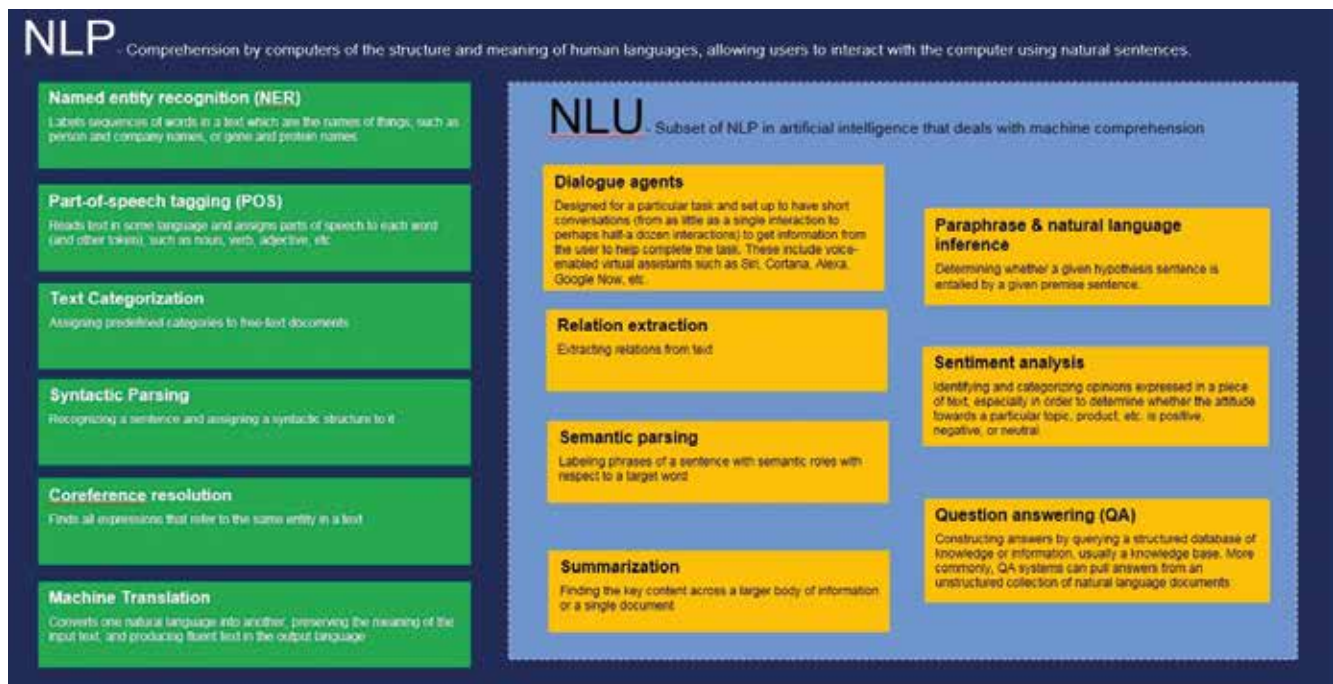 NLP - Comprehension by computers of the structure and meaning of human languages, allowing users to interact with the computer using natural sentences.
Named entity recognition (NER)
Labels sequences of words in a text which are the names of things, such as
person and company names, or gene and protein names
Part-of-speech tagging (POS)
Reads text in some language and assigns parts of speech to each word
(and other token), such as noun, verb, adjective, etc
Text Categorization
Assigning predefined categories to free-text documents
Syntactic Parsing
Recognizing a sentence and assigning a syntactic structure to it
Coreference resolution
Finds all expressions that refer to the same entity in a text
Machine Translation
Converts one natural language into another, preserving the meaning of the
input text, and producing fluent text in the output language
NLU - Subset of NLP in artificial intelligence that deals with machine comprehension
Dialogue agents
Designed for a particular task and set up to have short
conversations (from as little as a single interaction to
perhaps half-a dozen interactions) to get information from
the user to help complete the task. These include voice-
enabled virtual assistants such as Siri, Cortana, Alexa,
Google Now, etc.
Relation extraction
Extracting relations from text
Semantic parsing
Labeling phrases of a sentence with semantic roles with
respect to a target word
Summarization
Finding the key content across a larger body of information
or a single document
Paraphrase & natural language
inference
Determining whether a given hypothesis sentence is
entailed by a given premise sentence.
Sentiment analysis
Identifying and categorizing opinions expressed in a piece
of text, especially in order to determine whether the attitude
towards a particular topic, product, etc. is positive,
negative, or neutral
Question answering (QA)
Constructing answers by querying a structured database of
knowledge or information, usually a knowledge base. More
commonly, QA systems can pull answers from an
unstructured collection of natural language documents